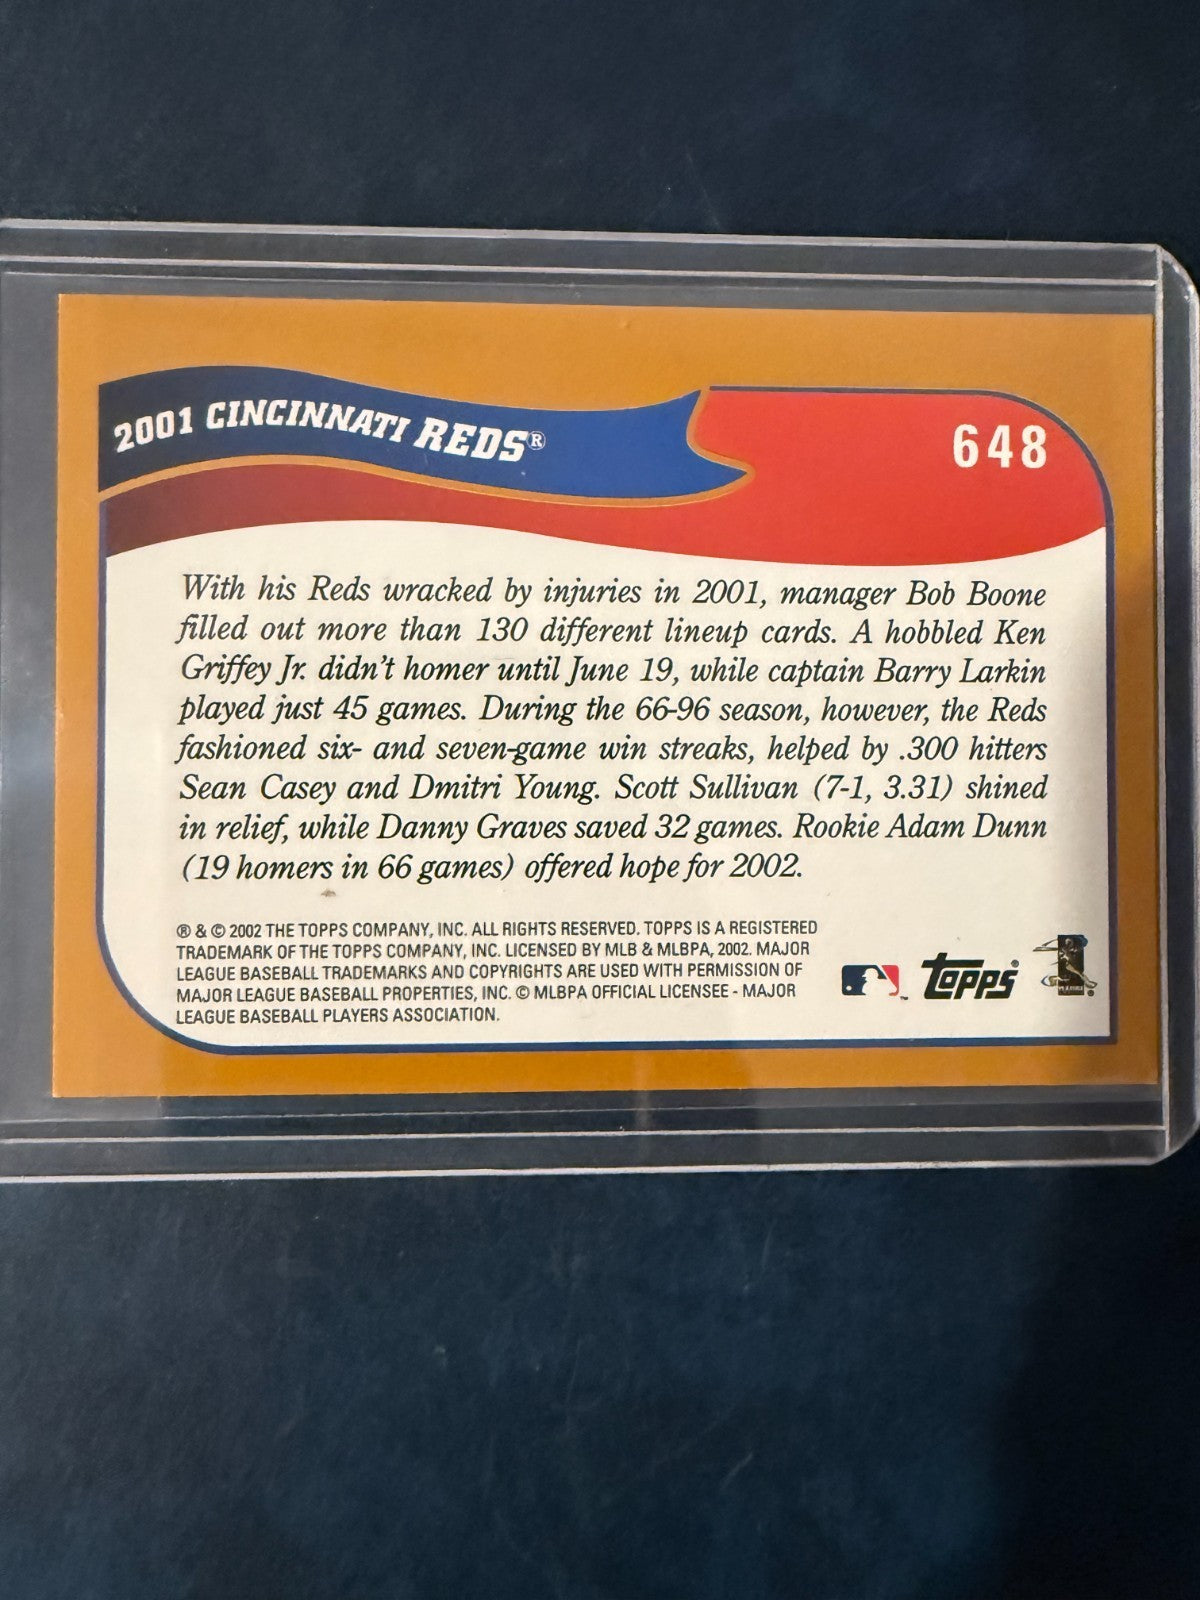 2001 CINCINNATI REDS®
648
With his Reds wracked by injuries in 2001, manager Bob Boone
filled out more than 130 different lineup cards. A hobbled Ken
Griffey Jr. didn't homer until June 19, while captain Barry Larkin
played just 45 games. During the 66-96 season, however, the Reds
fashioned six- and seven-game win streaks, helped by .300 hitters
Sean Casey and Dmitri Young. Scott Sullivan (7-1, 3.31) shined
in relief, while Danny Graves saved 32 games. Rookie Adam Dunn
(19 homers in 66 games) offered hope for 2002.
® & © 2002 THE TOPPS COMPANY, INC. ALL RIGHTS RESERVED. TOPPS IS A REGISTERED
TRADEMARK OF THE TOPPS COMPANY, INC. LICENSED BY MLB & MLBPA, 2002. MAJOR
LEAGUE BASEBALL TRADEMARKS AND COPYRIGHTS ARE USED WITH PERMISSION OF
MAJOR LEAGUE BASEBALL PROPERTIES, INC. © MLBPA OFFICIAL LICENSEE - MAJOR
LEAGUE BASEBALL PLAYERS ASSOCIATION.
TOPPS®